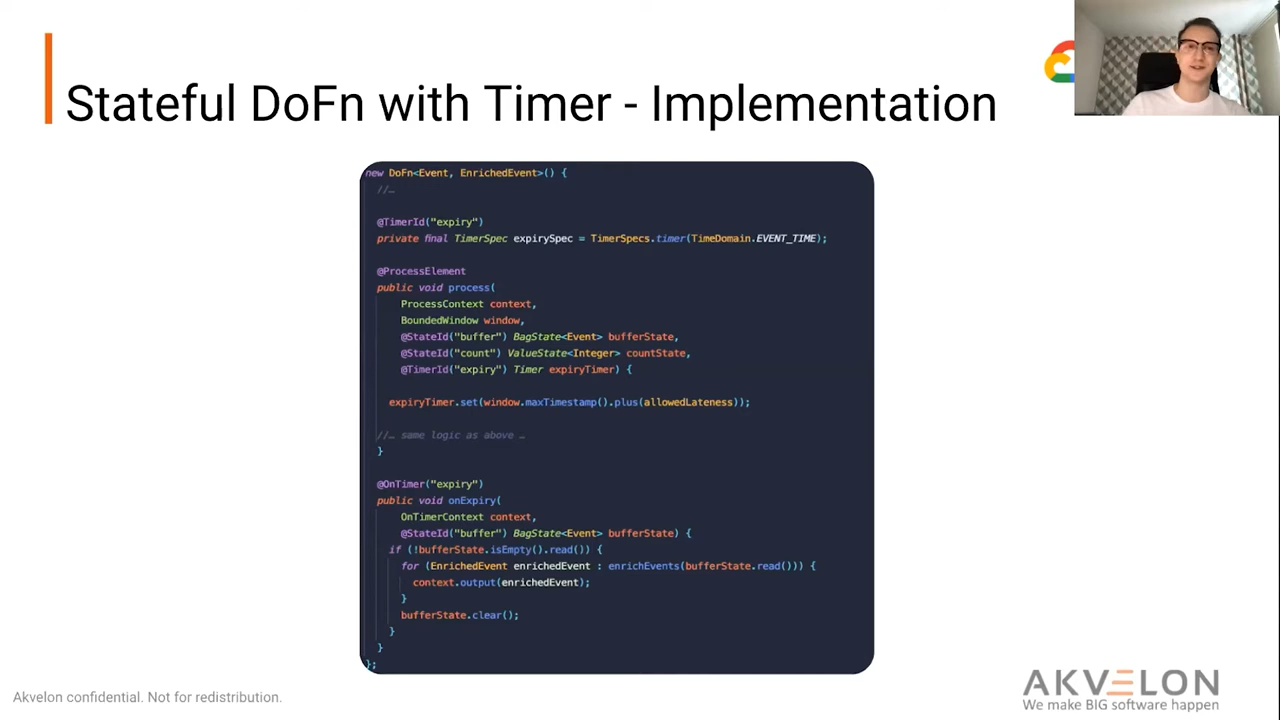 Stateful DoFn with Timer - Implementation
new DoFn<Event, EnrichedEvent>() {
//…
@TimerId("expiry")
private final TimerSpec expirySpec = TimerSpecs.timer(TimeDomain.EVENT_TIME);
@ProcessElement
public void process(
ProcessContext context,
BoundedWindow window,
@StateId("buffer") BagState<Event> bufferState,
@StateId("count") ValueState<Integer> countState,
@TimerId("expiry") Timer expiryTimer) {
expiryTimer.set(window.maxTimestamp().plus(allowedLateness));
//… same logic as above …
}
@OnTimer("expiry")
public void onExpiry(
OnTimerContext context,
@StateId("buffer") BagState<Event> bufferState) {
if (!bufferState.isEmpty().read()) {
for (EnrichedEvent enrichedEvent : enrichEvents(bufferState.read())) {
context.output(enrichedEvent);
}
bufferState.clear();
}
}
};
Akvelon confidential. Not for redistribution.
AKVELON
We make BIG software happen